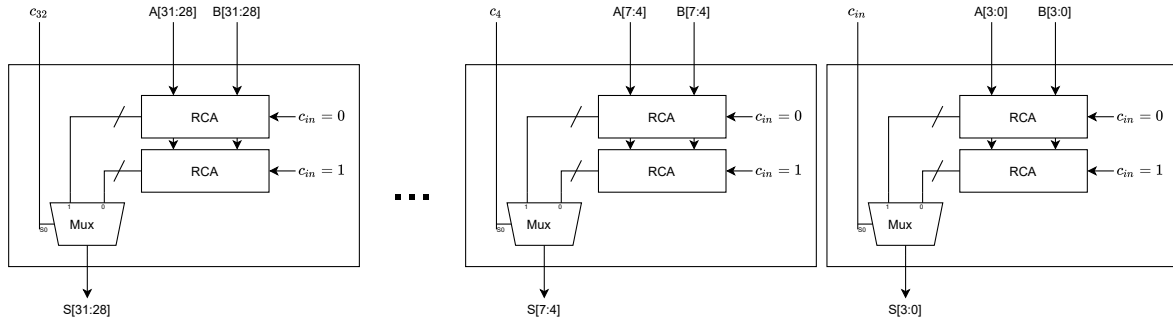 c32 A[31:28] B[31:28] c4 A[7:4] B[7:4] cin A[3:0] B[3:0]
RCA cin = 0 RCA cin = 0 RCA cin = 0
RCA cin = 1 RCA cin = 1 RCA cin = 1
1 0 1 0 1 0
Mux Mux Mux
S0 S0 S0
S[31:28] S[7:4] S[3:0]